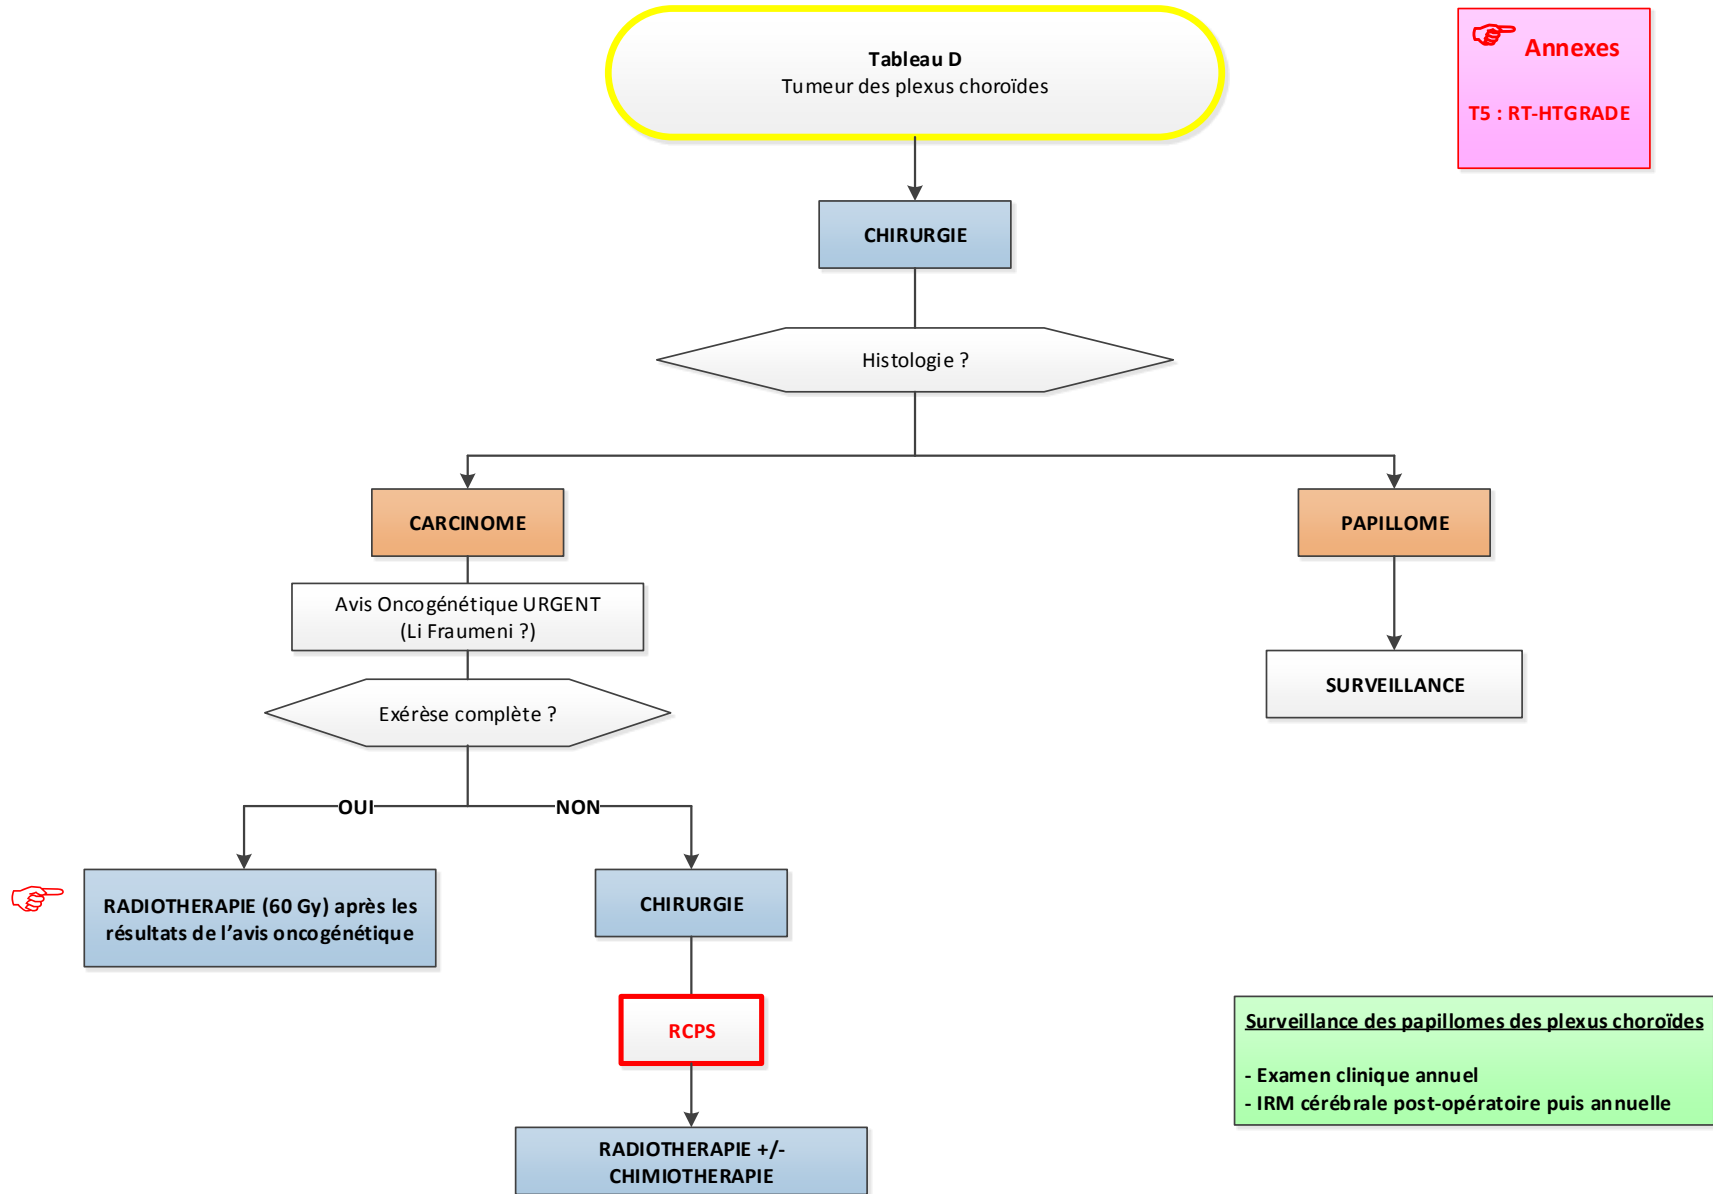 Tableau D
Tumeur des plexus choroïdes
Annexes
T5 : RT-HTGRADE
CHIRURGIE
Histologie ?
CARCINOME
PAPILLOME
Avis Oncogénétique URGENT
(Li Fraumeni ?)
SURVEILLANCE
Exérèse complète ?
OUI
NON
RADIOTHERAPIE (60 Gy) après les
résultats de l’avis oncogénétique
CHIRURGIE
RCPS
Surveillance des papillomes des plexus choroïdes
- Examen clinique annuel
- IRM cérébrale post-opératoire puis annuelle
RADIOTHERAPIE +/-
CHIMIOTHERAPIE